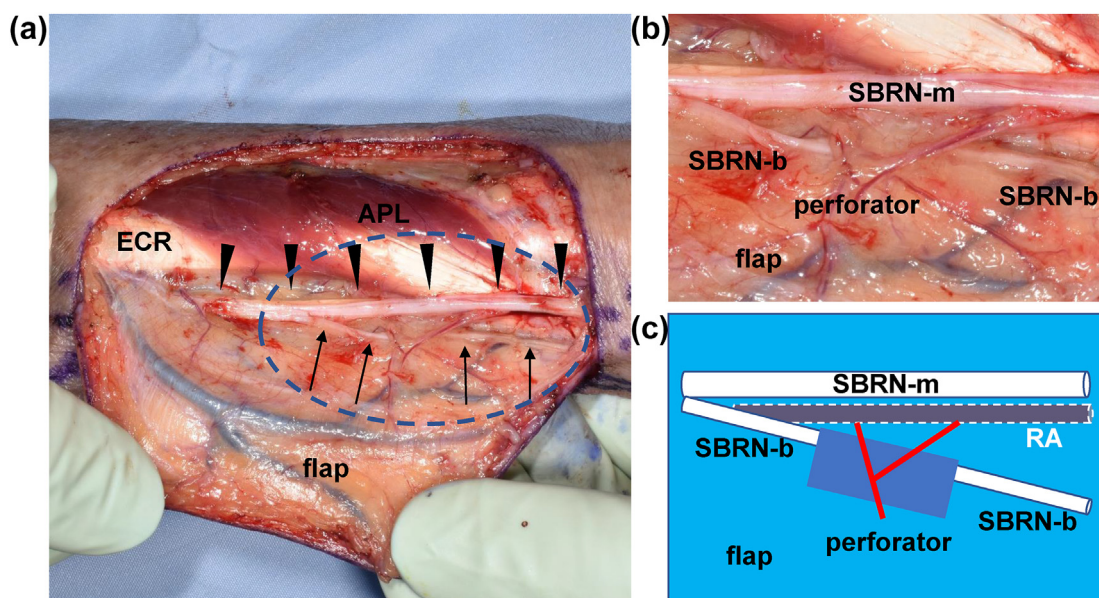 (a)
ECR
APL
flap
(b)
SBRN-m
SBRN-b
SBRN-b
perforator
flap
(c)
SBRN-m
RA
SBRN-b
SBRN-b
perforator
flap